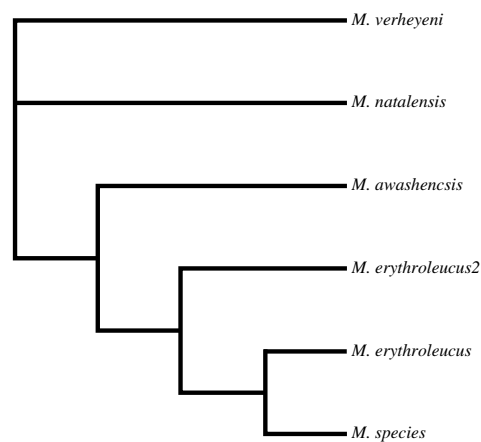 M. verheyeni
M. natalensis
M. awashencsis
M. erythroleucus2
M. erythroleucus
M. species